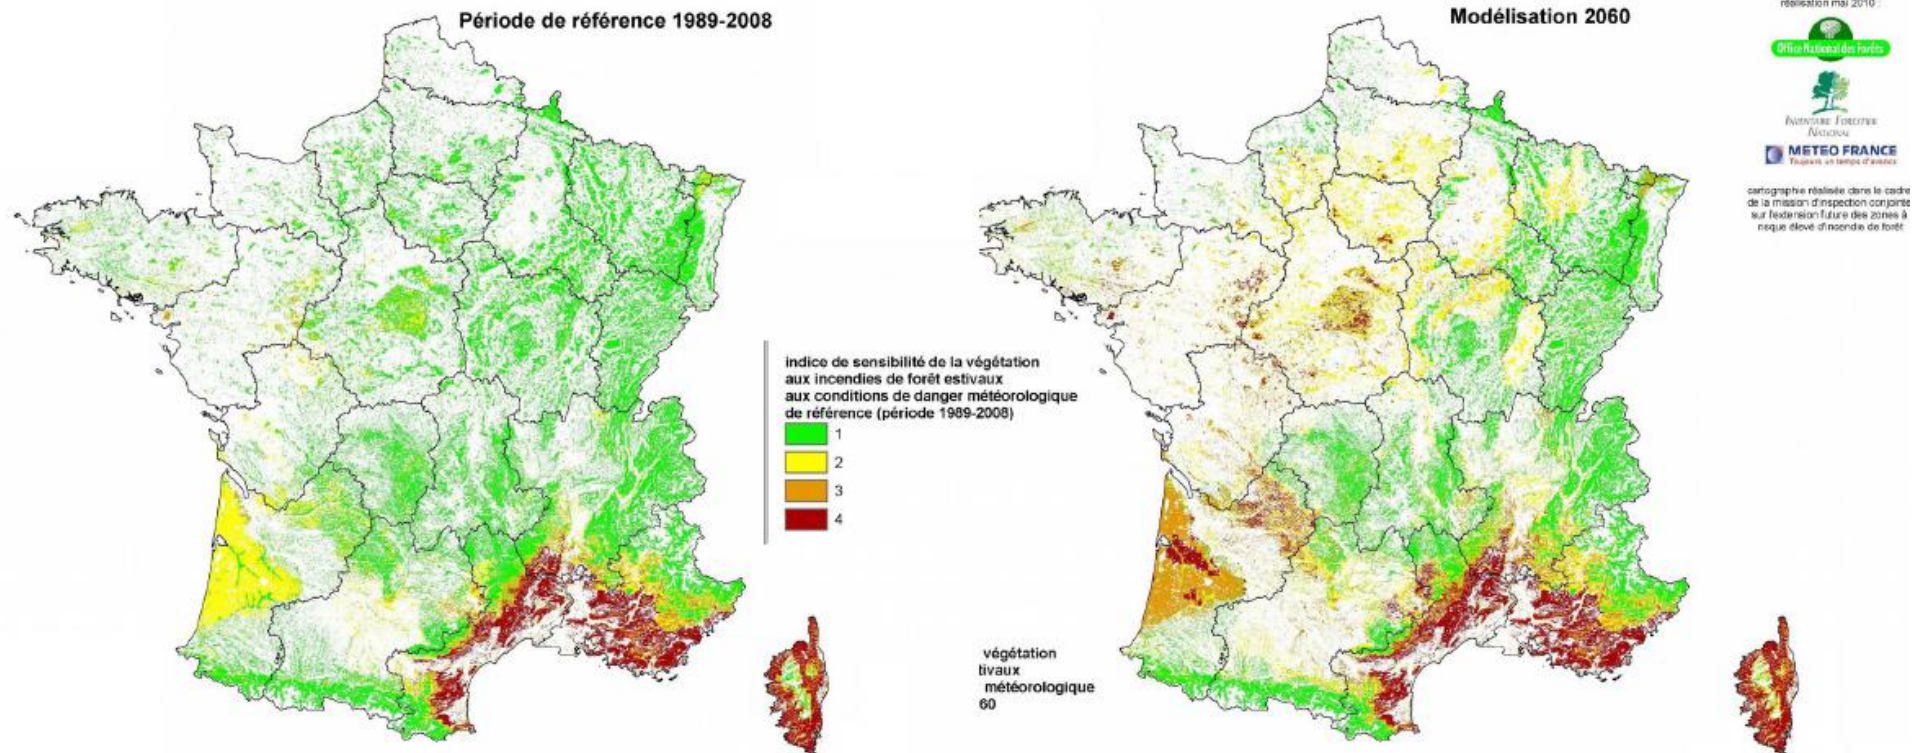 Période de référence 1989-2008
Modélisation 2060
réalisation mai 2010 :
Office National des Forêts
INVENTAIRE FORESTIER
NATIONAL
METEO FRANCE
Toujours un temps d'avance
cartographie réalisée dans le cadre
de la mission d'inspection conjointe
sur l'extension future des zones à
risque élevé d'incendie de forêt
indice de sensibilité de la végétation
aux incendies de forêt estivaux
aux conditions de danger météorologique
de référence (période 1989-2008)
1
2
3
4
végétation
tivaux
météorologique
60